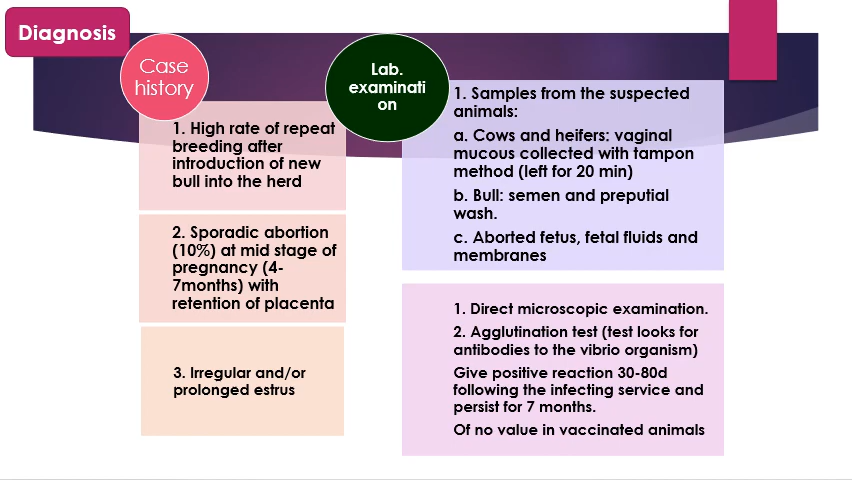 Diagnosis
Case
history
1. High rate of repeat
breeding after
introduction of new
bull into the herd
2. Sporadic abortion
(10%) at mid stage of
pregnancy (4-
7months) with
retention of placenta
3. Irregular and/or
prolonged estrus
Lab.
examinati
on
1. Samples from the suspected
animals:
a. Cows and heifers: vaginal
mucous collected with tampon
method (left for 20 min)
b. Bull: semen and preputial
wash.
c. Aborted fetus, fetal fluids and
membranes
1. Direct microscopic examination.
2. Agglutination test (test looks for
antibodies to the vibrio organism)
Give positive reaction 30-80d
following the infecting service and
persist for 7 months.
Of no value in vaccinated animals